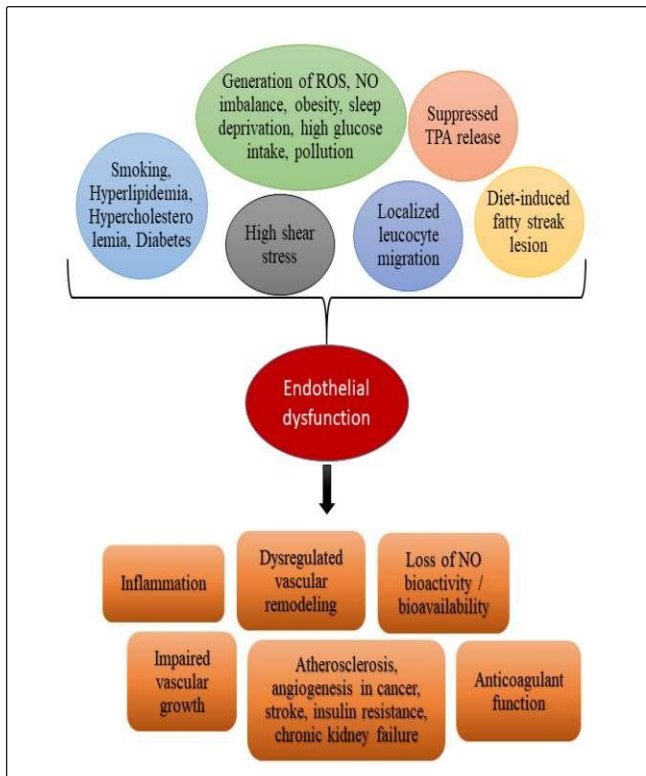 Generation of ROS, NO
imbalance, obesity, sleep
deprivation, high glucose
intake, pollution
Suppressed
TPA release
Smoking,
Hyperlipidemia,
Hypercholestero
lemia, Diabetes
High shear
stress
Localized
leucocyte
migration
Diet-induced
fatty streak
lesion
Endothelial
dysfunction
Inflammation
Dysregulated
vascular
remodeling
Loss of NO
bioactivity /
bioavailability
Impaired
vascular
growth
Atherosclerosis,
angiogenesis in cancer,
stroke, insulin resistance,
chronic kidney failure
Anticoagulant
function